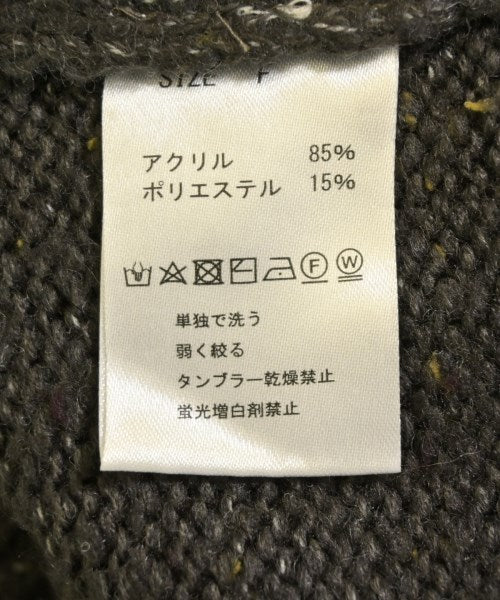 SIZE F
アクリル 85%
ポリエステル 15%
F W
単独で洗う
弱く絞る
タンブラー乾燥禁止
蛍光増白剤禁止